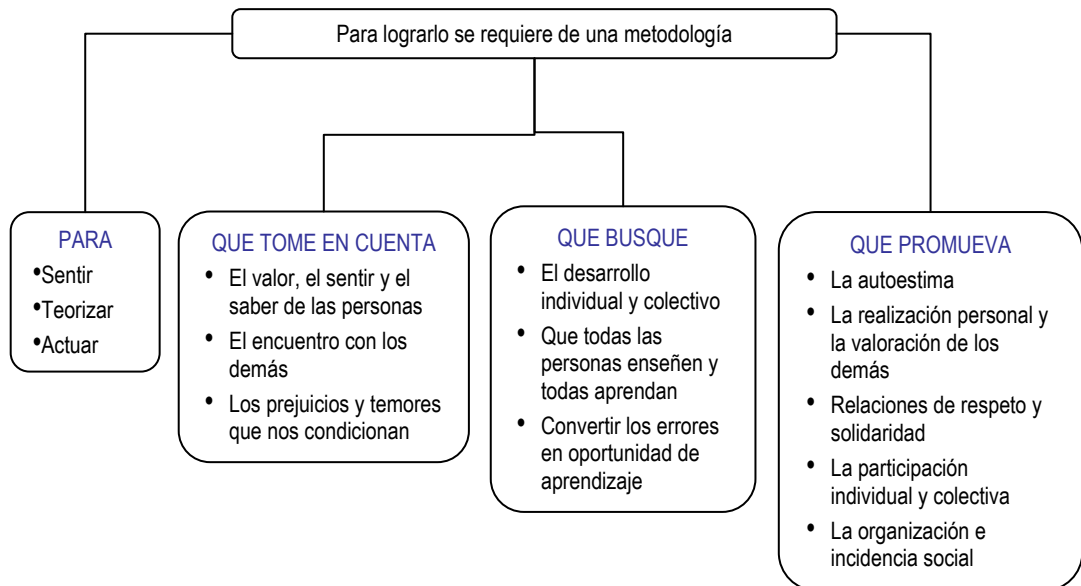 Para lograrlo se requiere de una metodología
PARA
•Sentir
•Teorizar
•Actuar
QUE TOME EN CUENTA
• El valor, el sentir y el
saber de las personas
• El encuentro con los
demás
• Los prejuicios y temores
que nos condicionan
QUE BUSQUE
• El desarrollo
individual y colectivo
• Que todas las
personas enseñen y
todas aprendan
• Convertir los errores
en oportunidad de
aprendizaje
QUE PROMUEVA
• La autoestima
• La realización personal y
la valoración de los
demás
• Relaciones de respeto y
solidaridad
• La participación
individual y colectiva
• La organización e
incidencia social